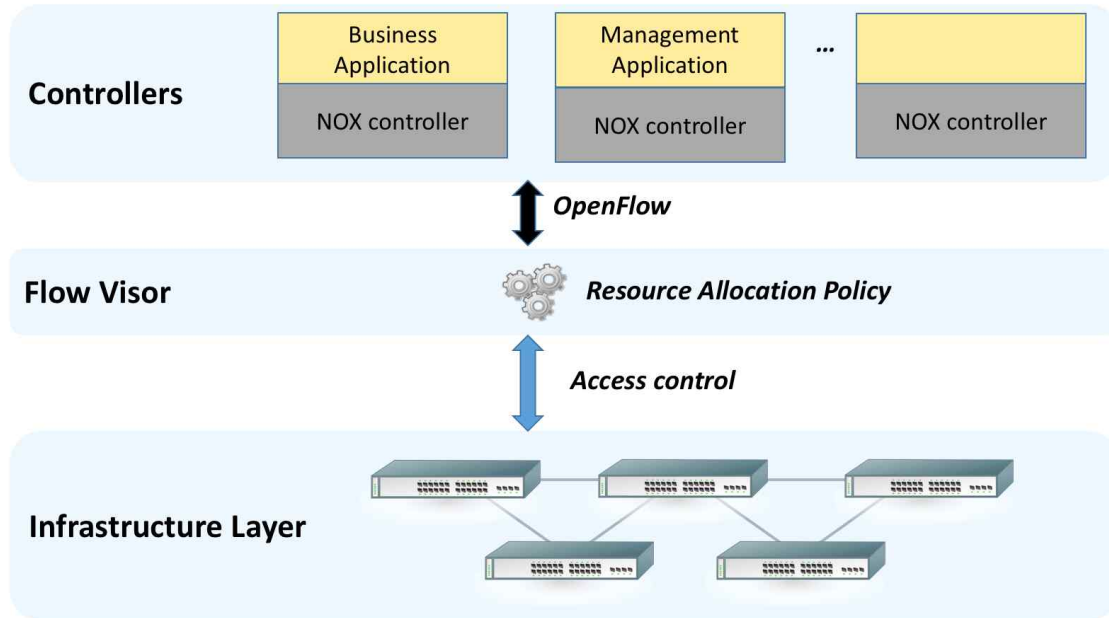 Business
Application
Management
Application
...
Controllers
NOX controller
NOX controller
NOX controller
OpenFlow
Flow Visor
Resource Allocation Policy
Access control
Infrastructure Layer